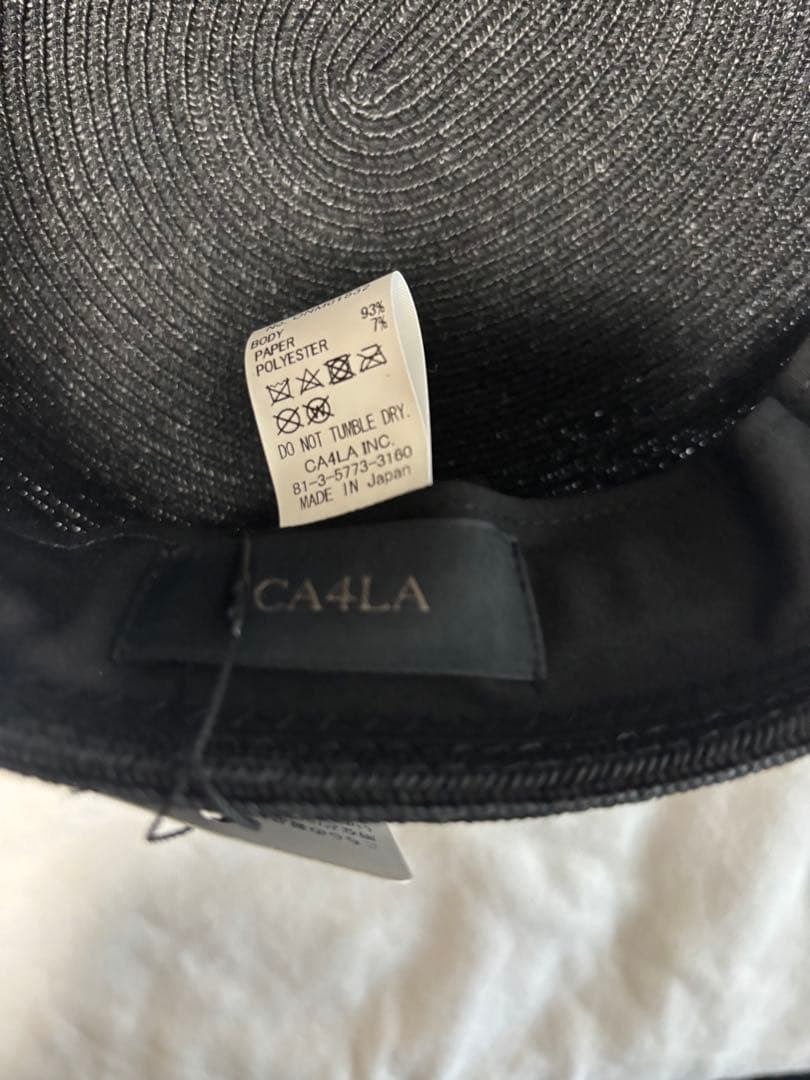 BODY
PAPER 93%
POLYESTER 7%
DO NOT TUMBLE DRY.
CA4LA INC.
81-3-5773-3160
MADE IN Japan
CA4LA